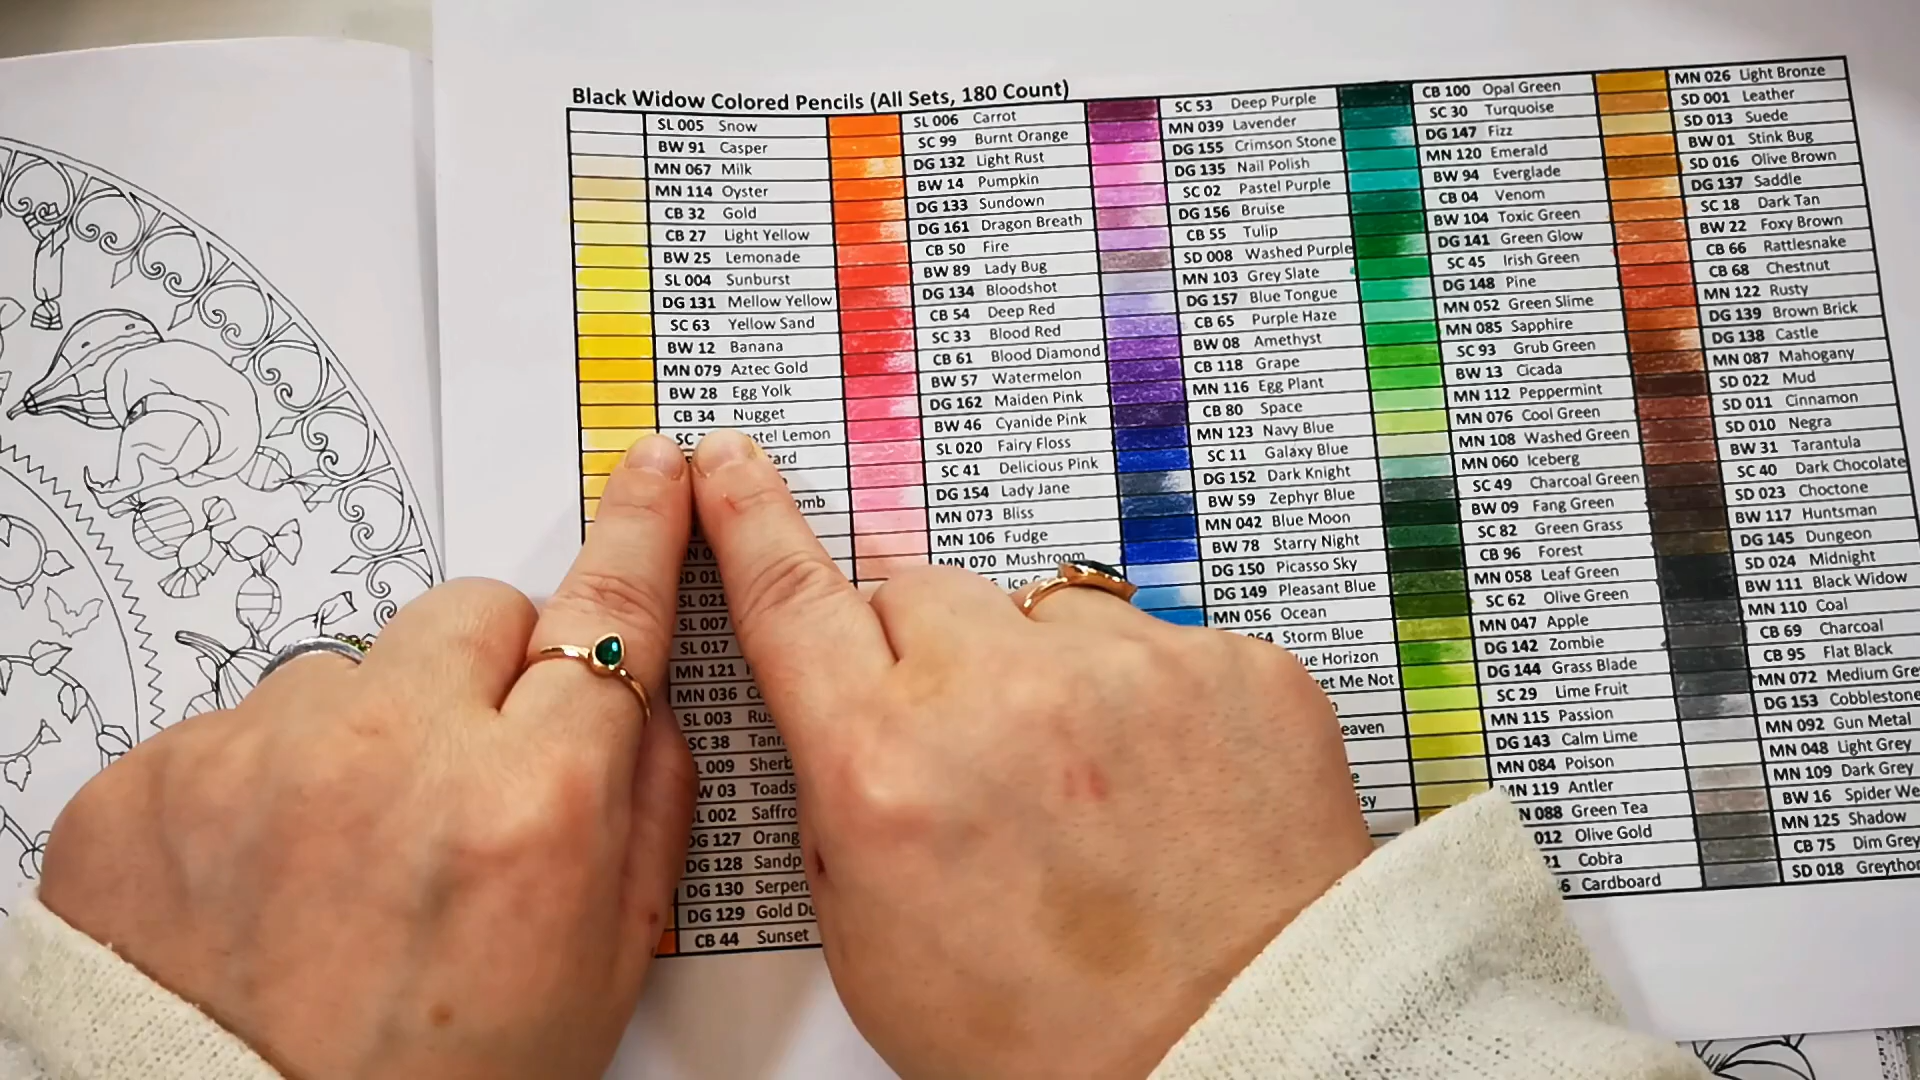 Black Widow Colored Pencils (All Sets, 180 Count)
SL 005 Snow
BW 91 Casper
MN 067 Milk
MN 114 Oyster
CB 32 Gold
CB 27 Light Yellow
BW 25 Lemonade
SL 004 Sunburst
DG 131 Mellow Yellow
SC 63 Yellow Sand
BW 12 Banana
MN 079 Aztec Gold
BW 28 Egg Yolk
CB 34 Nugget
SC Lemon
SL 021
SL 007
SL 017
MN 121
MN 036
SL 003
SC 38
009
03
002
DG 127
DG 128
DG 130
DG 129 Gold
CB 44 Sunset
SL 006 Carrot
SC 99 Burnt Orange
DG 132 Light Rust
BW 14 Pumpkin
DG 133 Sundown
DG 161 Dragon Breath
CB 50 Fire
BW 89 Lady Bug
DG 134 Bloodshot
CB 54 Deep Red
SC 33 Blood Red
CB 61 Blood Diamond
BW 57 Watermelon
DG 162 Maiden Pink
BW 46 Cyanide Pink
SL 020 Fairy Floss
SC 41 Delicious Pink
DG 154 Lady Jane
MN 073 Bliss
MN 106 Fudge
MN 070 Mushroom
Ice
SC 53 Deep Purple
MN 039 Lavender
DG 155 Crimson Stone
DG 135 Nail Polish
SC 02 Pastel Purple
DG 156 Bruise
CB 55 Tulip
SD 008 Washed Purple
MN 103 Grey Slate
DG 157 Blue Tongue
CB 65 Purple Haze
BW 08 Amethyst
CB 118 Grape
MN 116 Egg Plant
CB 80 Space
MN 123 Navy Blue
SC 11 Galaxy Blue
DG 152 Dark Knight
BW 59 Zephyr Blue
MN 042 Blue Moon
BW 78 Starry Night
DG 150 Picasso Sky
DG 149 Pleasant Blue
MN 056 Ocean
Storm Blue
Horizon
Me Not
CB 100 Opal Green
SC 30 Turquoise
DG 147 Fizz
MN 120 Emerald
BW 94 Everglade
CB 04 Venom
BW 104 Toxic Green
DG 141 Green Glow
SC 45 Irish Green
DG 148 Pine
MN 052 Green Slime
MN 085 Sapphire
SC 93 Grub Green
BW 13 Cicada
MN 112 Peppermint
MN 076 Cool Green
MN 108 Washed Green
MN 060 Iceberg
SC 49 Charcoal Green
BW 09 Fang Green
SC 82 Green Grass
CB 96 Forest
MN 058 Leaf Green
SC 62 Olive Green
MN 047 Apple
DG 142 Zombie
DG 144 Grass Blade
SC 29 Lime Fruit
MN 115 Passion
DG 143 Calm Lime
MN 084 Poison
MN 119 Antler
088 Green Tea
012 Olive Gold
Cobra
Cardboard
MN 026 Light Bronze
SD 001 Leather
SD 013 Suede
BW 01 Stink Bug
SD 016 Olive Brown
DG 137 Saddle
SC 18 Dark Tan
BW 22 Foxy Brown
CB 66 Rattlesnake
CB 68 Chestnut
MN 122 Rusty
DG 139 Brown Brick
DG 138 Castle
MN 087 Mahogany
SD 022 Mud
SD 011 Cinnamon
SD 010 Negra
BW 31 Tarantula
SC 40 Dark Chocolate
SD 023 Choctone
BW 117 Huntsman
DG 145 Dungeon
SD 024 Midnight
BW 111 Black Widow
MN 110 Coal
CB 69 Charcoal
CB 95 Flat Black
MN 072 Medium Gre
DG 153 Cobblestone
MN 092 Gun Metal
MN 048 Light Grey
MN 109 Dark Grey
BW 16 Spider We
MN 125 Shadow
CB 75 Dim Grey
SD 018 Greytho